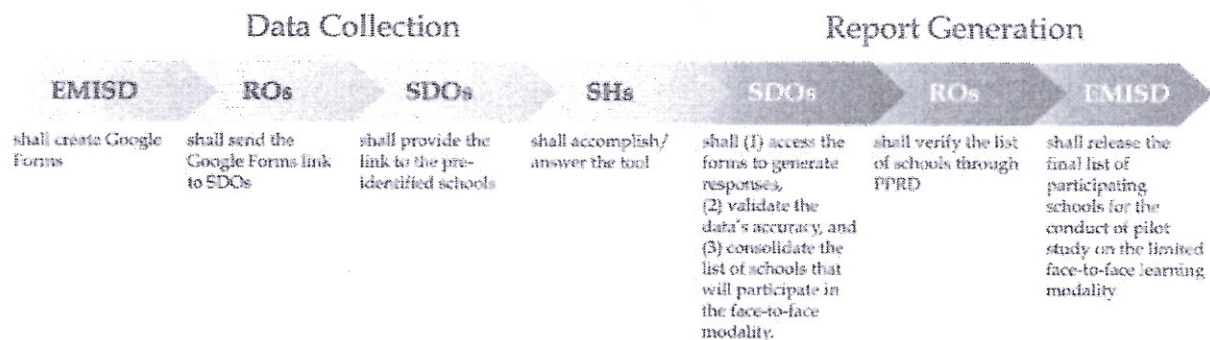 Data Collection
Report Generation
EMISD
ROs
SDOs
SHs
SDOs
ROs
EMISD
shall create Google
Forms
shall send the
Google Forms link
to SDOs
shall provide the
link to the pre-
identified schools
shall accomplish/
answer the tool
shall (1) access the
forms to generate
responses,
(2) validate the
data's accuracy, and
(3) consolidate the
list of schools that
will participate in
the face-to-face
modality.
shall verify the list
of schools through
PPRD
shall release the
final list of
participating
schools for the
conduct of pilot
study on the limited
face-to-face learning
modality